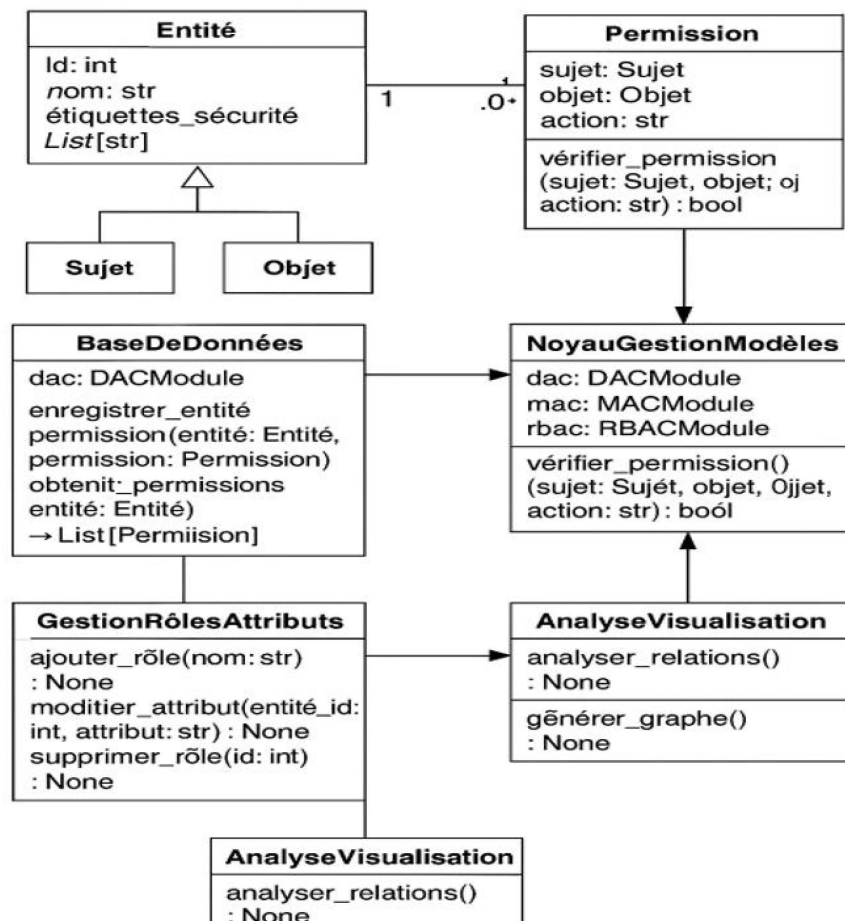 Entité
Id: int
nom: str
étiquettes_sécurité
List[str]
1
1
.0*
Permission
sujet: Sujet
objet: Objet
action: str
vérifier_permission
(sujet: Sujet, objet; oj
action: str) : bool
Sujet
Objet
BaseDeDonnées
dac: DACModule
enregistrer_entité
permission(entité: Entité,
permission: Permission)
obtenit_permissions
entité: Entité)
→ List[Permiision]
NoyauGestionModèles
dac: DACModule
mac: MACModule
rbac: RBACModule
vérifier_permission()
(sujet: Sujét, objet, Ojjet,
action: str) : boól
GestionRôlesAttributs
ajouter_rõle(nom: str)
: None
moditier_attribut(entité_id:
int, attribut: str) : None
supprimer_rõle(id: int)
: None
AnalyseVisualisation
analyser_relations()
: None
gẽnérer_graphe()
: None
AnalyseVisualisation
analyser_relations()
: None